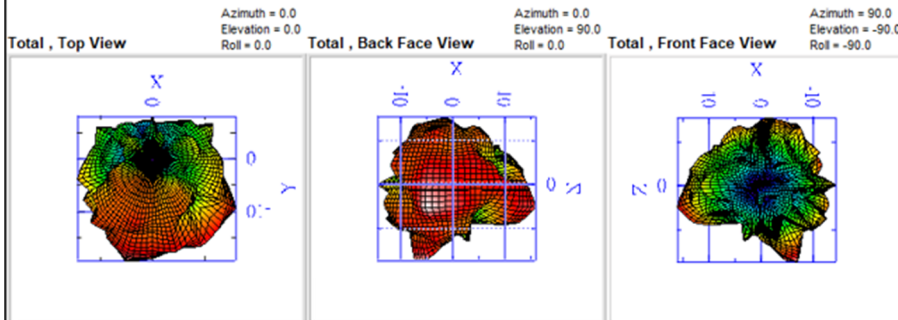 Azimuth = 0.0
Elevation = 0.0
Roll = 0.0
Total , Top View
Azimuth = 0.0
Elevation = 90.0
Roll = 0.0
Total , Back Face View
Azimuth = 90.0
Elevation = -90.0
Roll = -90.0
Total , Front Face View
X
0
0
Y
-10
X
-10 0 10
0 Z
X
10 0 -10
Z 0